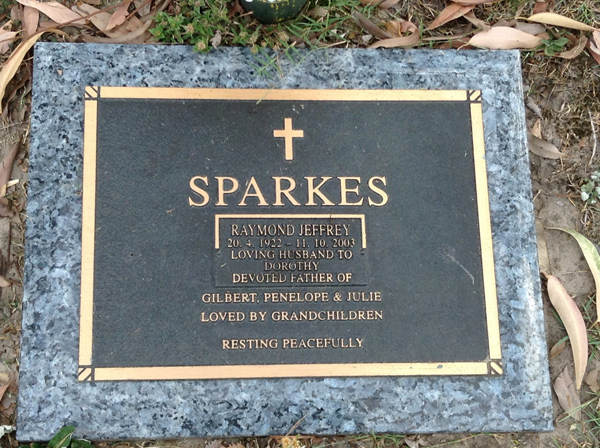 SPARKES
RAYMOND JEFFREY
20. 4. 1922 – 11. 10. 2003
LOVING HUSBAND TO
DOROTHY
DEVOTED FATHER OF
GILBERT, PENELOPE & JULIE
LOVED BY GRANDCHILDREN
RESTING PEACEFULLY